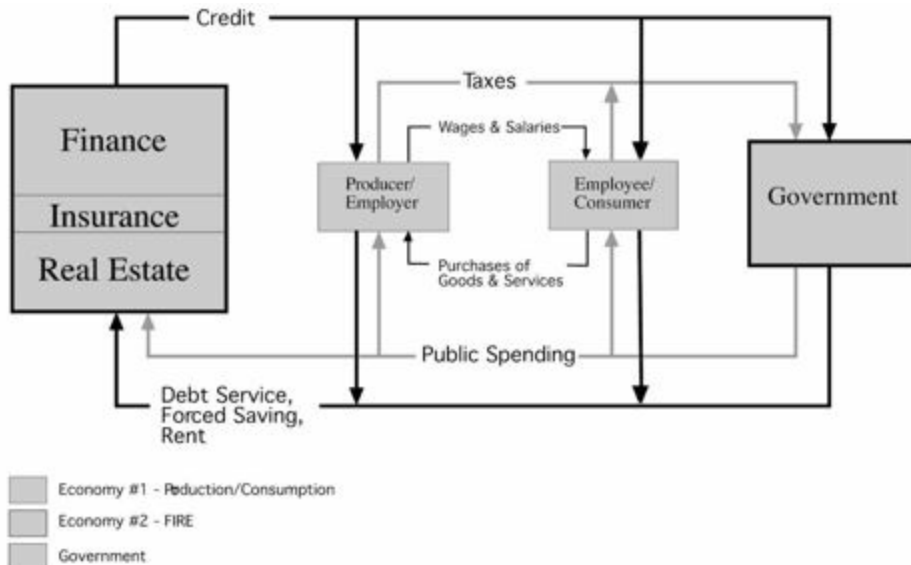 Credit
Taxes
Finance
Insurance
Real Estate
Wages & Salaries
Producer/
Employer
Employee/
Consumer
Government
Purchases of
Goods & Services
Public Spending
Debt Service,
Forced Saving,
Rent
Economy #1 - Production/Consumption
Economy #2 - FIRE
Government